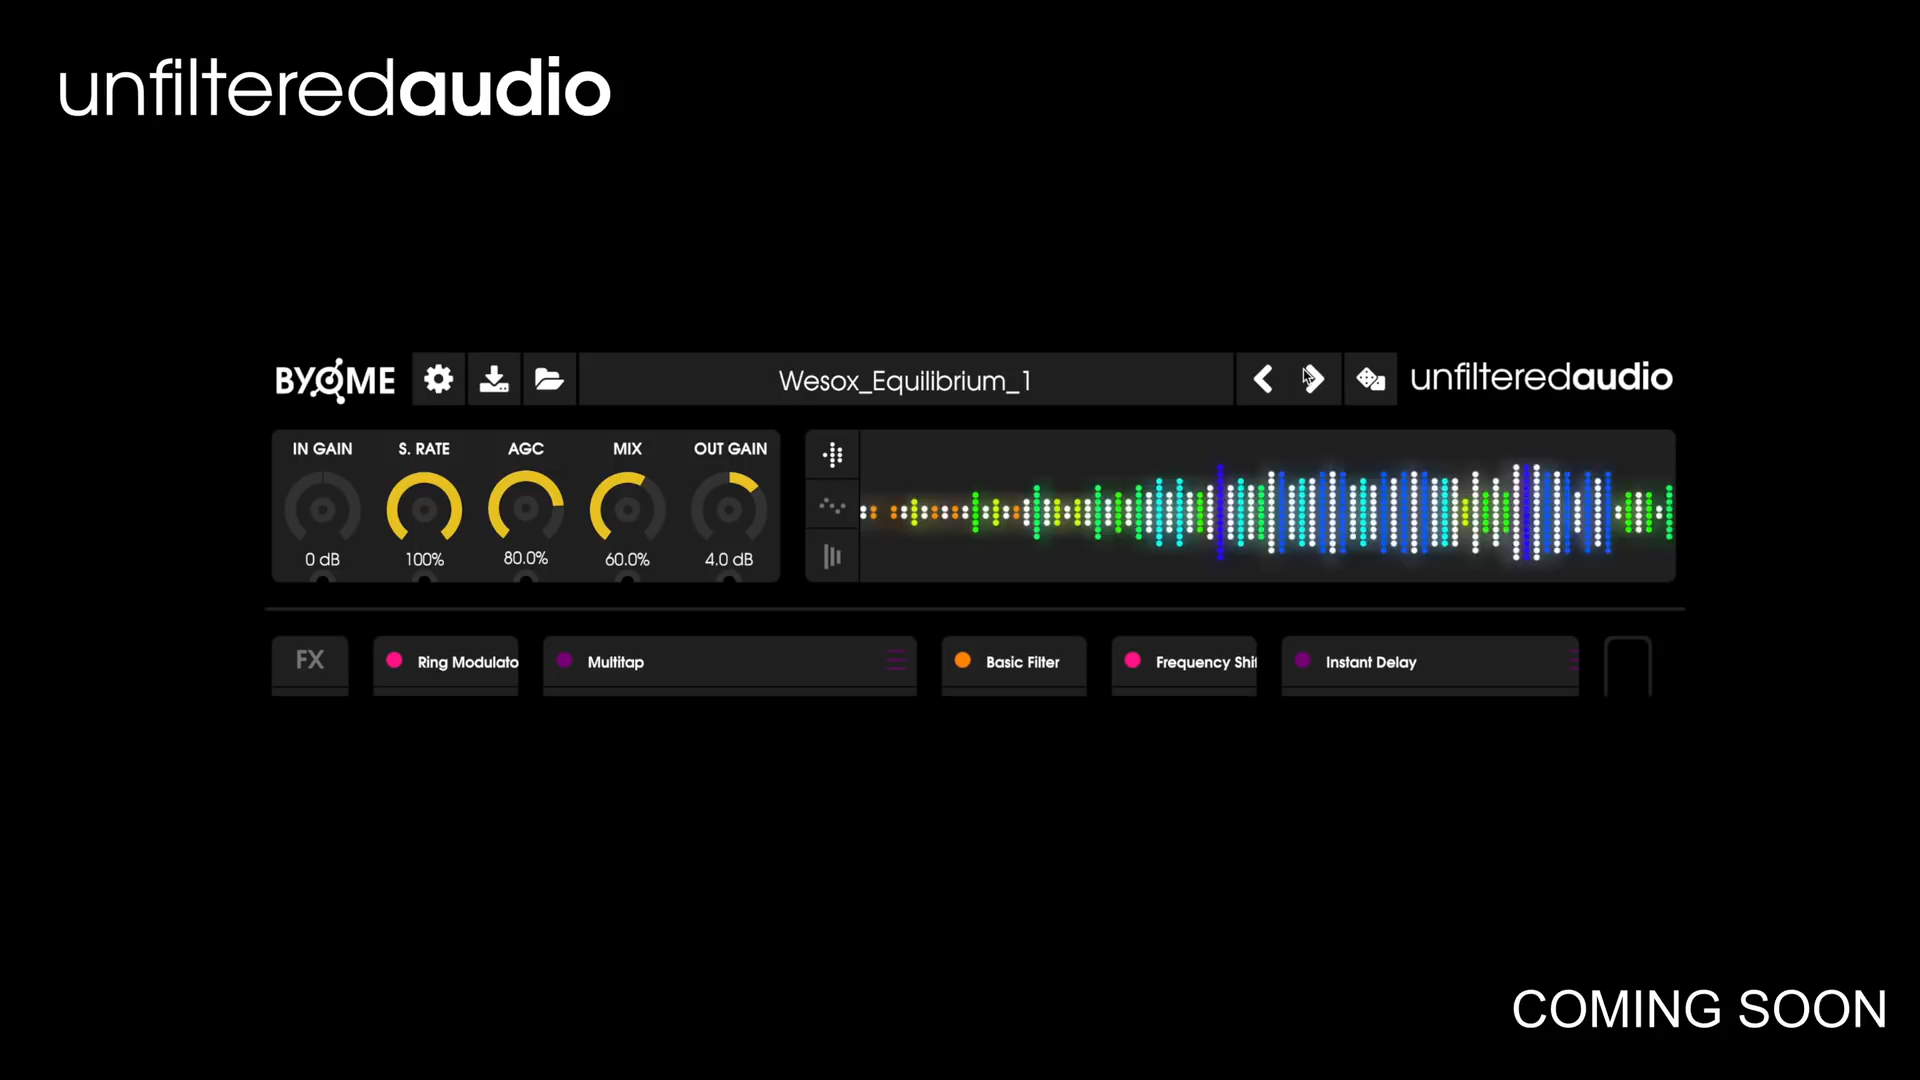 unfilteredaudio
BYOME
Wesox_Equilibrium_1
unfilteredaudio
IN GAIN S. RATE AGC MIX OUT GAIN
0 dB 100% 80.0% 60.0% 4.0 dB
FX Ring Modulato Multitap Basic Filter Frequency Shi Instant Delay
COMING SOON